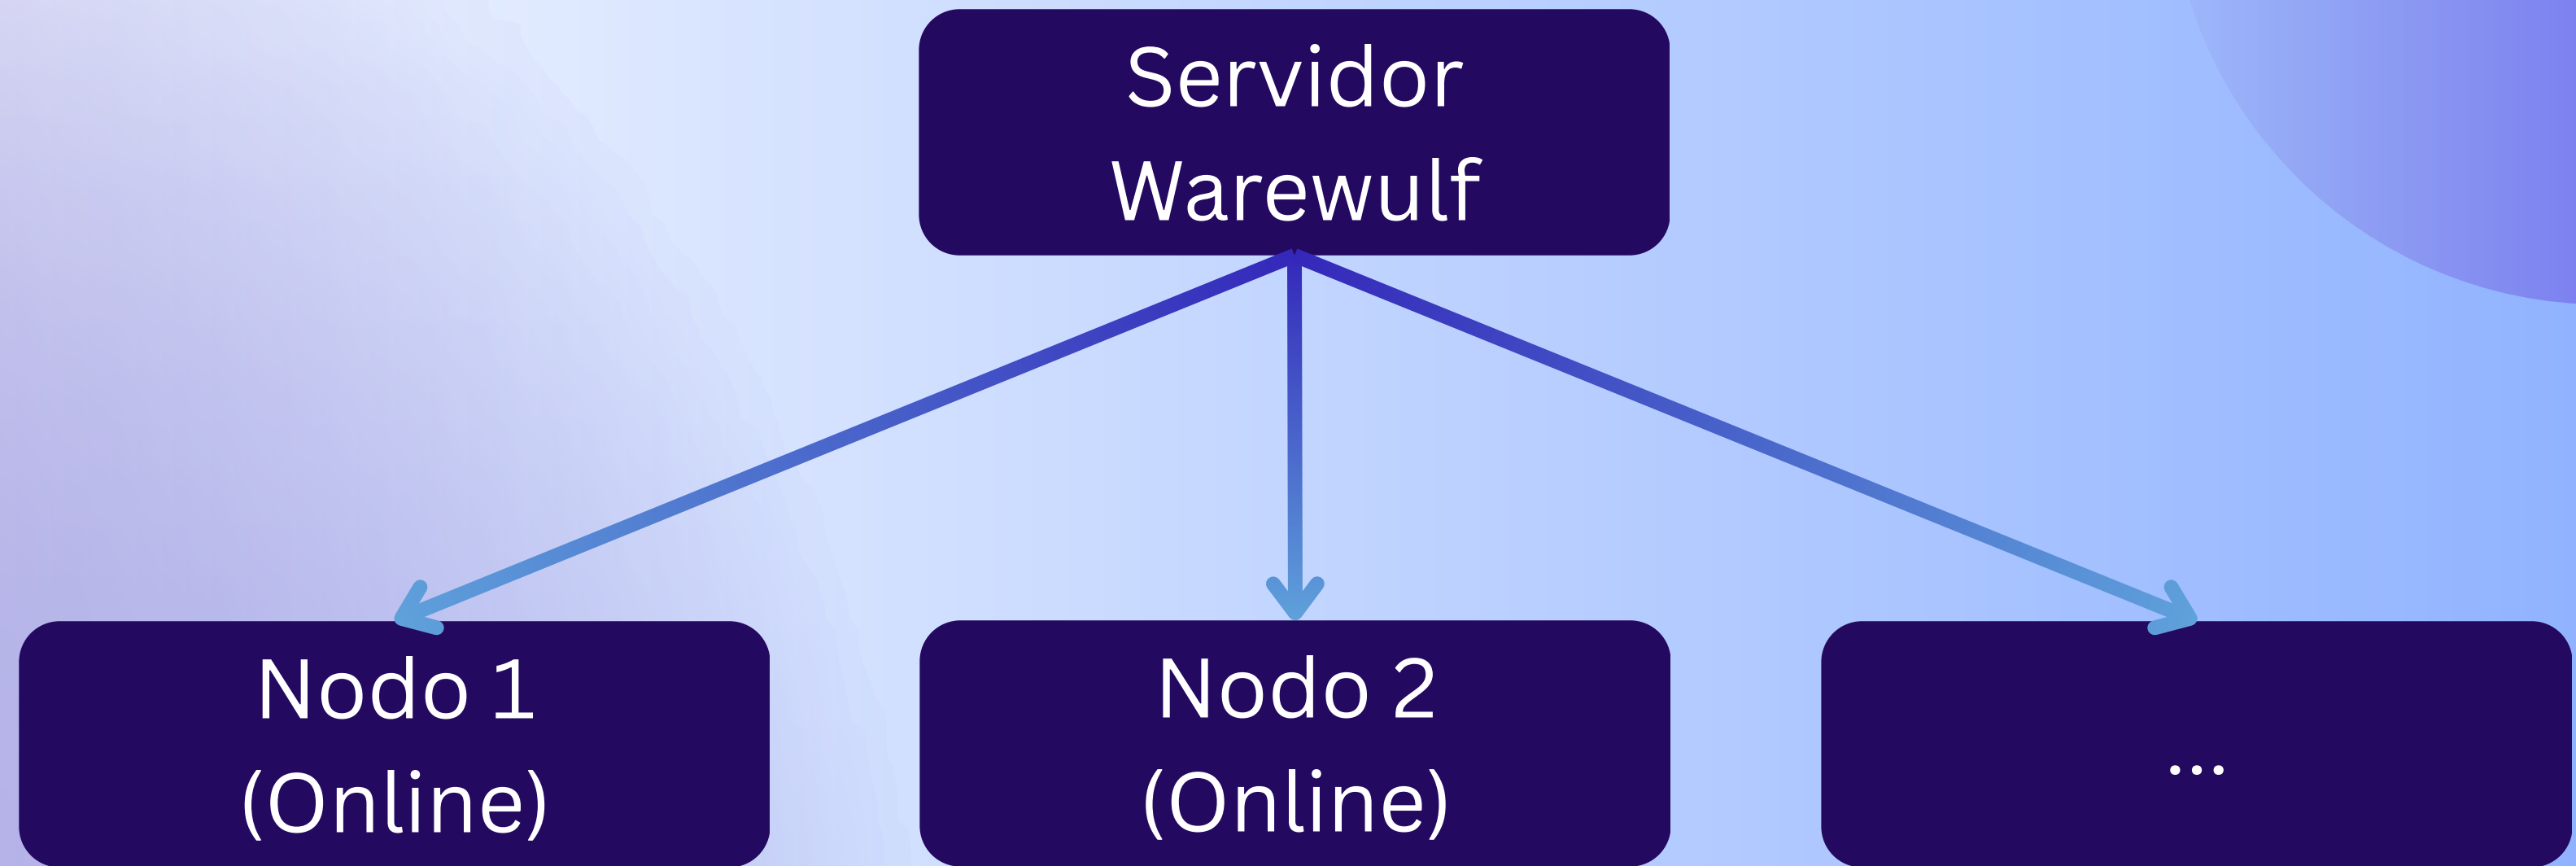 Servidor
Warewulf
Nodo 1
(Online)
Nodo 2
(Online)
...